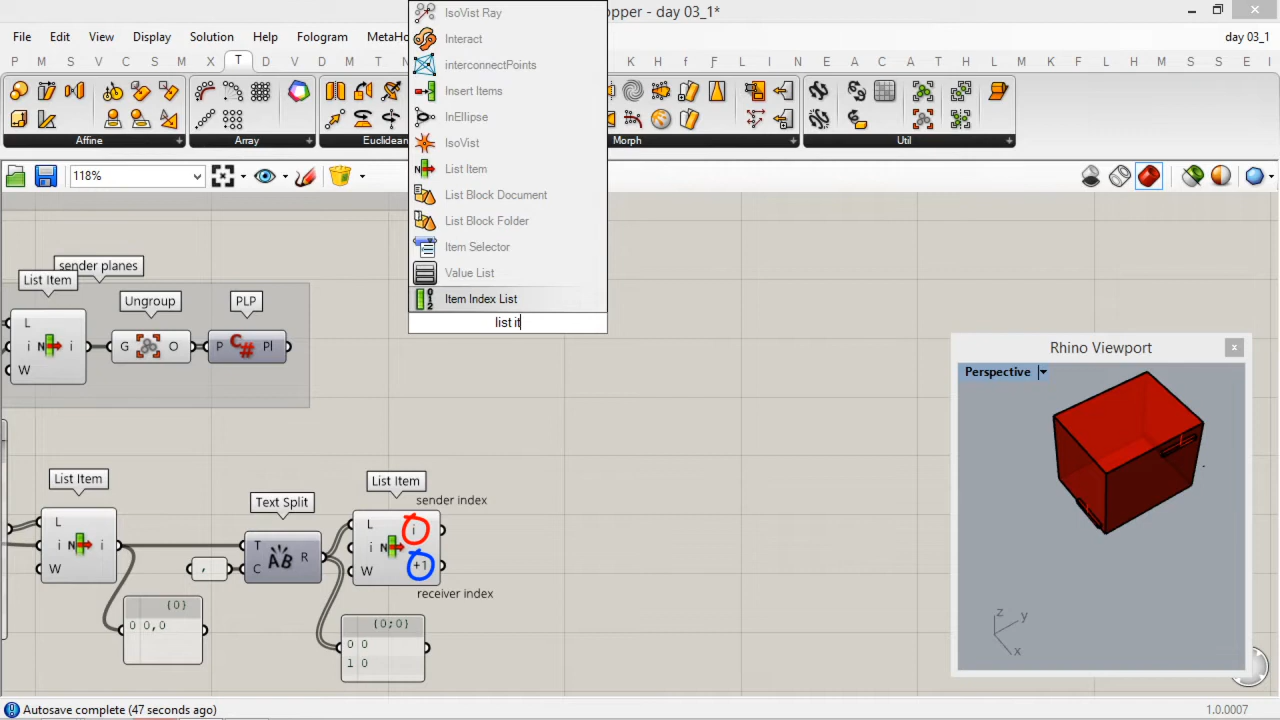 opper - day 03_1*
File Edit View Display Solution Help Fologram MetaHo
day 03_1
P M S V M X S T D V D M T N K C V S L P L C A T M L S E I
Affine Array Euclidean Morph Util
118%
IsoVist Ray
Interact
interconnectPoints
Insert Items
InEllipse
IsoVist
List Item
List Block Document
List Block Folder
Item Selector
Value List
Item Index List
list it
sender planes
List Item
Ungroup
PLP
L
i N i
W
G O
P C# Pl
Rhino Viewport
Perspective
z y
x
List Item
List Item
sender index
Text Split
L
i N i
W
T
C
AB R
,
L i
i N
W +1
receiver index
{0}
0 0,0
{0;0}
0 0
1 0
Autosave complete (47 seconds ago)
1.0.0007